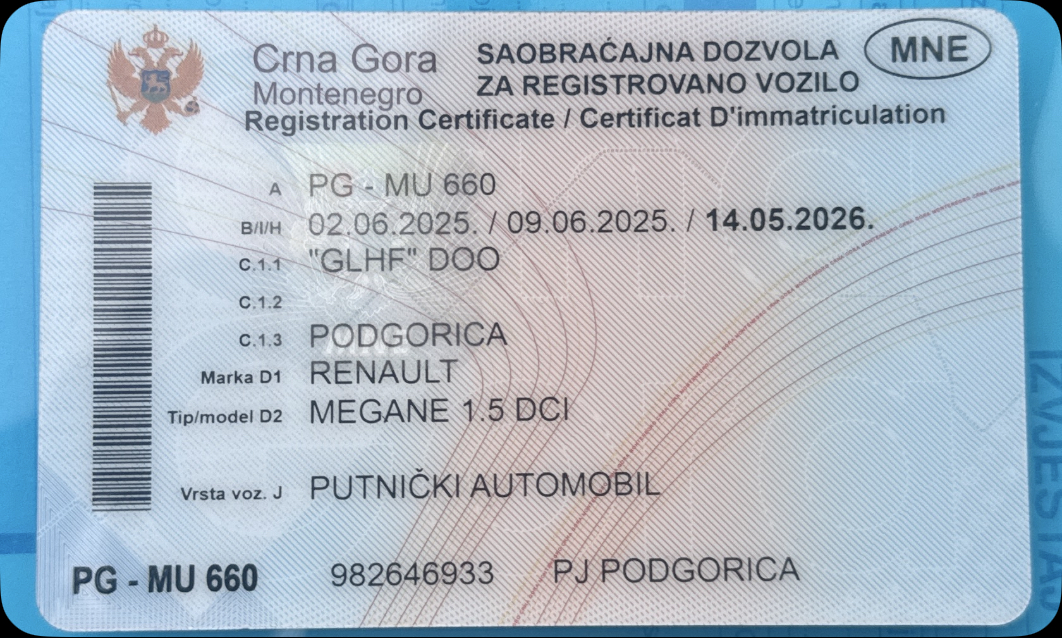 Crna Gora
Montenegro
SAOBRAĆAJNA DOZVOLA
ZA REGISTROVANO VOZILO
MNE
Registration Certificate / Certificat D'immatriculation
A PG - MU 660
B/I/H 02.06.2025. / 09.06.2025. / 14.05.2026.
C.1.1 "GLHF" DOO
C.1.2
C.1.3 PODGORICA
Marka D1 RENAULT
Tip/model D2 MEGANE 1.5 DCI
Vrsta voz. J PUTNIČKI AUTOMOBIL
PG - MU 660 982646933 PJ PODGORICA